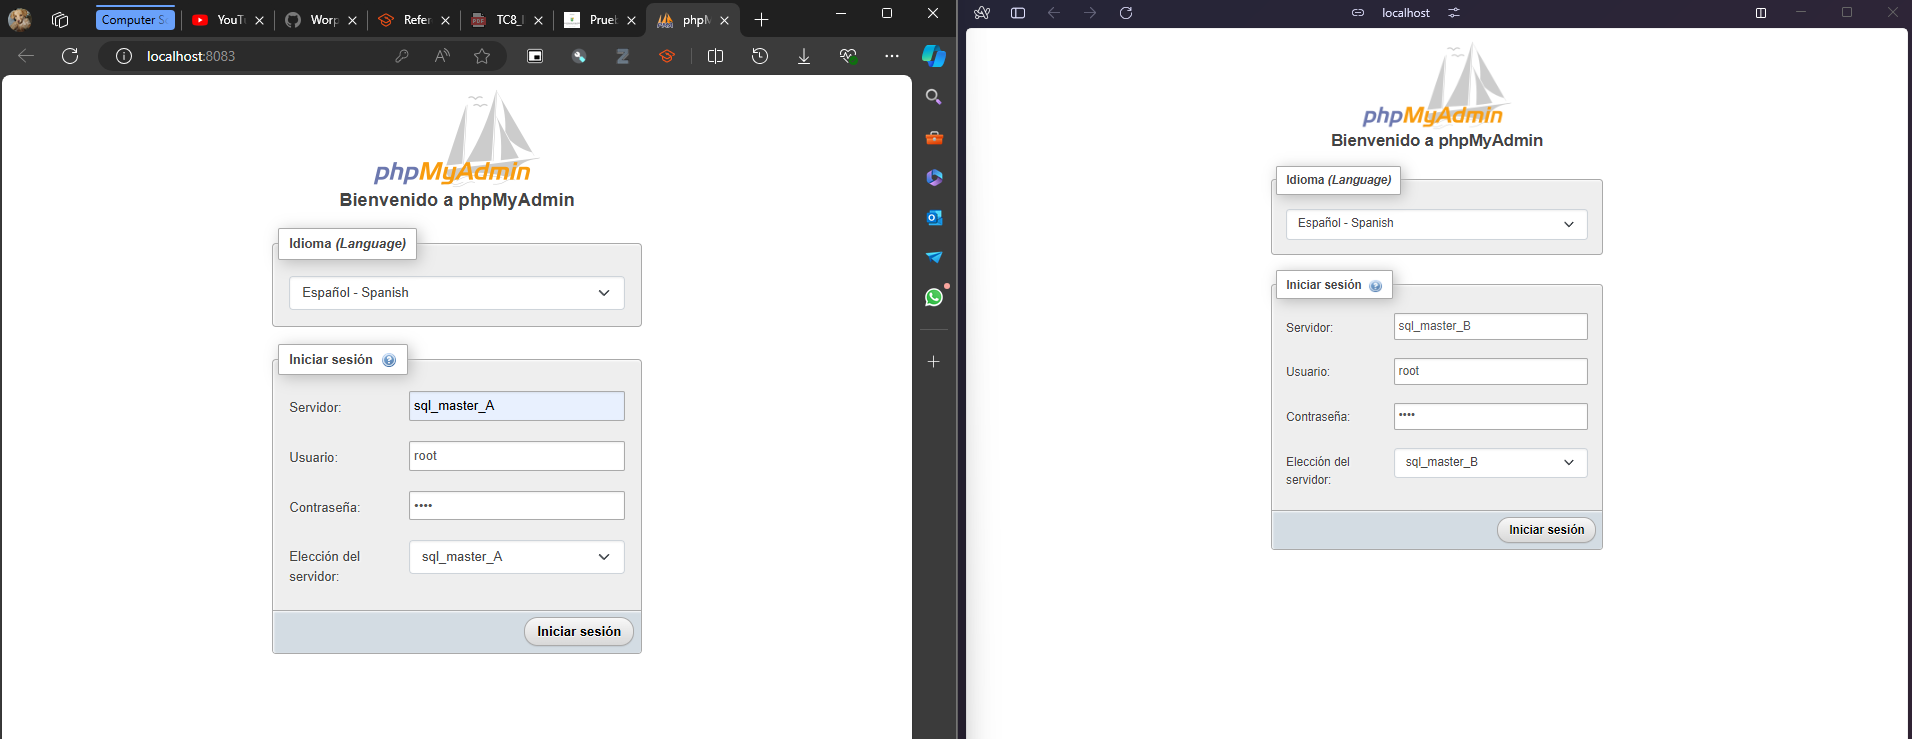 Computer S
YouT
Worp
Refer
TC8_I
Prueb
phpM
localhost:8083
phpMyAdmin
Bienvenido a phpMyAdmin
Idioma (Language)
Español - Spanish
Iniciar sesión
Servidor:
sql_master_A
Usuario:
root
Contraseña:
••••
Elección del
servidor:
sql_master_A
Iniciar sesión
localhost
phpMyAdmin
Bienvenido a phpMyAdmin
Idioma (Language)
Español - Spanish
Iniciar sesión
Servidor:
sql_master_B
Usuario:
root
Contraseña:
••••
Elección del
servidor:
sql_master_B
Iniciar sesión